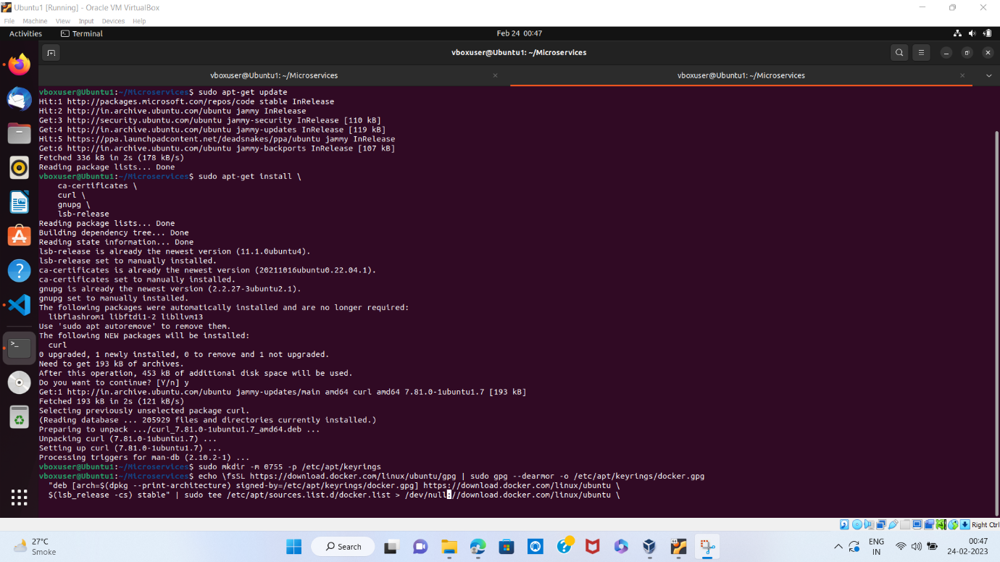 Ubuntu1 [Running] - Oracle VM VirtualBox
File Machine View Input Devices Help
Activities Terminal Feb 24 00:47
vboxuser@Ubuntu1: ~/Microservices
vboxuser@Ubuntu1: ~/Microservices vboxuser@Ubuntu1: ~/Microservices
vboxuser@Ubuntu1:~/Microservices$ sudo apt-get update
Hit:1 http://packages.microsoft.com/repos/code stable InRelease
Hit:2 http://in.archive.ubuntu.com/ubuntu jammy InRelease
Get:3 http://security.ubuntu.com/ubuntu jammy-security InRelease [110 kB]
Get:4 http://in.archive.ubuntu.com/ubuntu jammy-updates InRelease [119 kB]
Hit:5 https://ppa.launchpadcontent.net/deadsnakes/ppa/ubuntu jammy InRelease
Get:6 http://in.archive.ubuntu.com/ubuntu jammy-backports InRelease [107 kB]
Fetched 336 kB in 2s (178 kB/s)
Reading package lists... Done
vboxuser@Ubuntu1:~/Microservices$ sudo apt-get install \
ca-certificates \
curl \
gnupg \
lsb-release
Reading package lists... Done
Building dependency tree... Done
Reading state information... Done
lsb-release is already the newest version (11.1.0ubuntu4).
lsb-release set to manually installed.
ca-certificates is already the newest version (20211016ubuntu0.22.04.1).
ca-certificates set to manually installed.
gnupg is already the newest version (2.2.27-3ubuntu2.1).
gnupg set to manually installed.
The following packages were automatically installed and are no longer required:
libflashrom1 libftdi1-2 libllvm13
Use 'sudo apt autoremove' to remove them.
The following NEW packages will be installed:
curl
0 upgraded, 1 newly installed, 0 to remove and 1 not upgraded.
Need to get 193 kB of archives.
After this operation, 453 kB of additional disk space will be used.
Do you want to continue? [Y/n] y
Get:1 http://in.archive.ubuntu.com/ubuntu jammy-updates/main amd64 curl amd64 7.81.0-1ubuntu1.7 [193 kB]
Fetched 193 kB in 2s (121 kB/s)
Selecting previously unselected package curl.
(Reading database ... 205929 files and directories currently installed.)
Preparing to unpack .../curl_7.81.0-1ubuntu1.7_amd64.deb ...
Unpacking curl (7.81.0-1ubuntu1.7) ...
Setting up curl (7.81.0-1ubuntu1.7) ...
Processing triggers for man-db (2.10.2-1) ...
vboxuser@Ubuntu1:~/Microservices$ sudo mkdir -m 0755 -p /etc/apt/keyrings
vboxuser@Ubuntu1:~/Microservices$ echo \fsSL https://download.docker.com/linux/ubuntu/gpg | sudo gpg --dearmor -o /etc/apt/keyrings/docker.gpg
"deb [arch=$(dpkg --print-architecture) signed-by=/etc/apt/keyrings/docker.gpg] https://download.docker.com/linux/ubuntu \
$(lsb_release -cs) stable" | sudo tee /etc/apt/sources.list.d/docker.list > /dev/null://download.docker.com/linux/ubuntu \
Right Ctrl
27°C
Smoke
Search
ENG
IN
00:47
24-02-2023